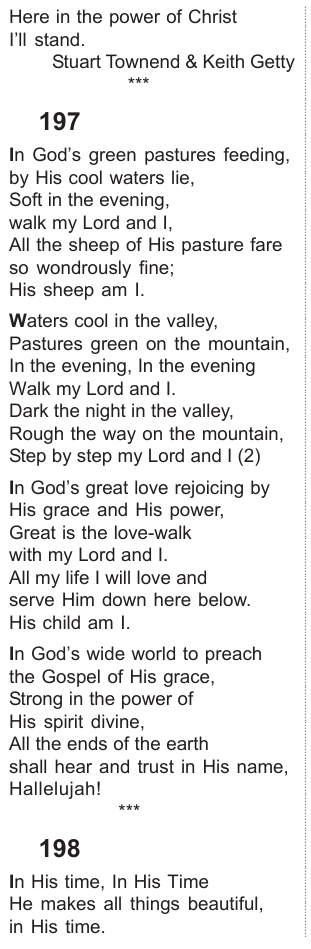 Here in the power of Christ
I'll stand.
Stuart Townend & Keith Getty
***
197
In God's green pastures feeding,
by His cool waters lie,
Soft in the evening,
walk my Lord and I,
All the sheep of His pasture fare
so wondrously fine;
His sheep am I.
Waters cool in the valley,
Pastures green on the mountain,
In the evening, In the evening
Walk my Lord and I.
Dark the night in the valley,
Rough the way on the mountain,
Step by step my Lord and I (2)
In God's great love rejoicing by
His grace and His power,
Great is the love-walk
with my Lord and I.
All my life I will love and
serve Him down here below.
His child am I.
In God's wide world to preach
the Gospel of His grace,
Strong in the power of
His spirit divine,
All the ends of the earth
shall hear and trust in His name,
Hallelujah!
***
198
In His time, In His Time
He makes all things beautiful,
in His time.